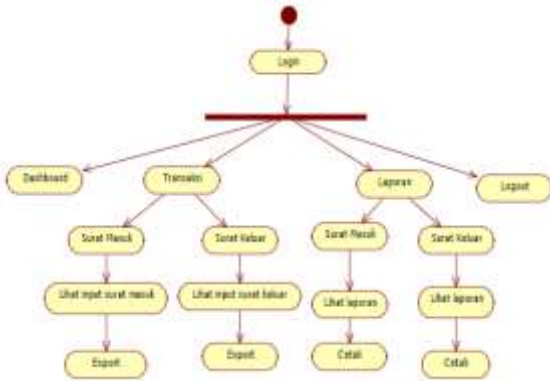 Login
Dashboard
Transaksi
Laporan
Logout
Surat Masuk
Surat Keluar
Surat Masuk
Surat Keluar
Lihat input surat masuk
Lihat input surat keluar
Lihat laporan
Lihat laporan
Export
Export
Cetak
Cetak